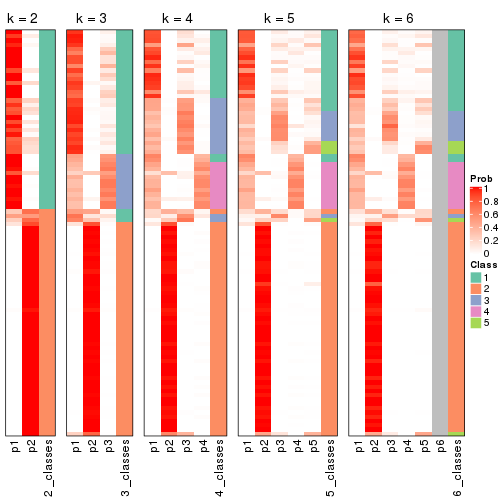 k = 2 k = 3 k = 4 k = 5 k = 6
Prob
1
0.8
0.6
0.4
0.2
0
Class
1
2
3
4
5
p1 p2 2_classes p1 p2 p3 3_classes p1 p2 p3 p4 4_classes p1 p2 p3 p4 p5 5_classes p1 p2 p3 p4 p5 p6 6_classes